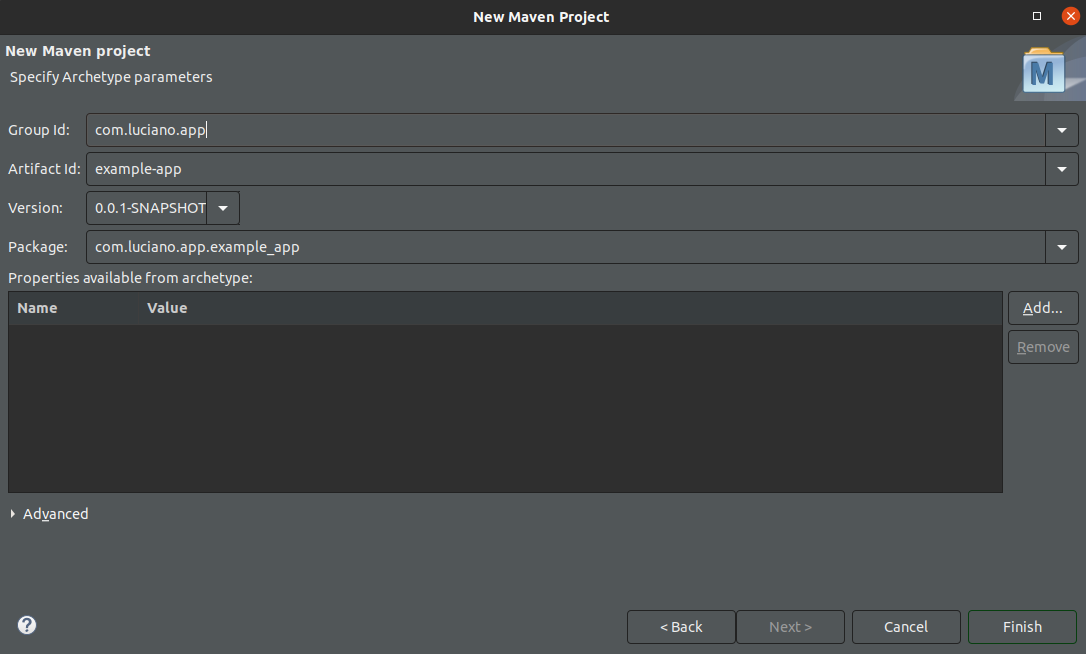 New Maven Project
New Maven project
Specify Archetype parameters
M
Group Id: com.luciano.app
Artifact Id: example-app
Version: 0.0.1-SNAPSHOT
Package: com.luciano.app.example_app
Properties available from archetype:
Name Value
Add...
Remove
Advanced
? < Back Next > Cancel Finish